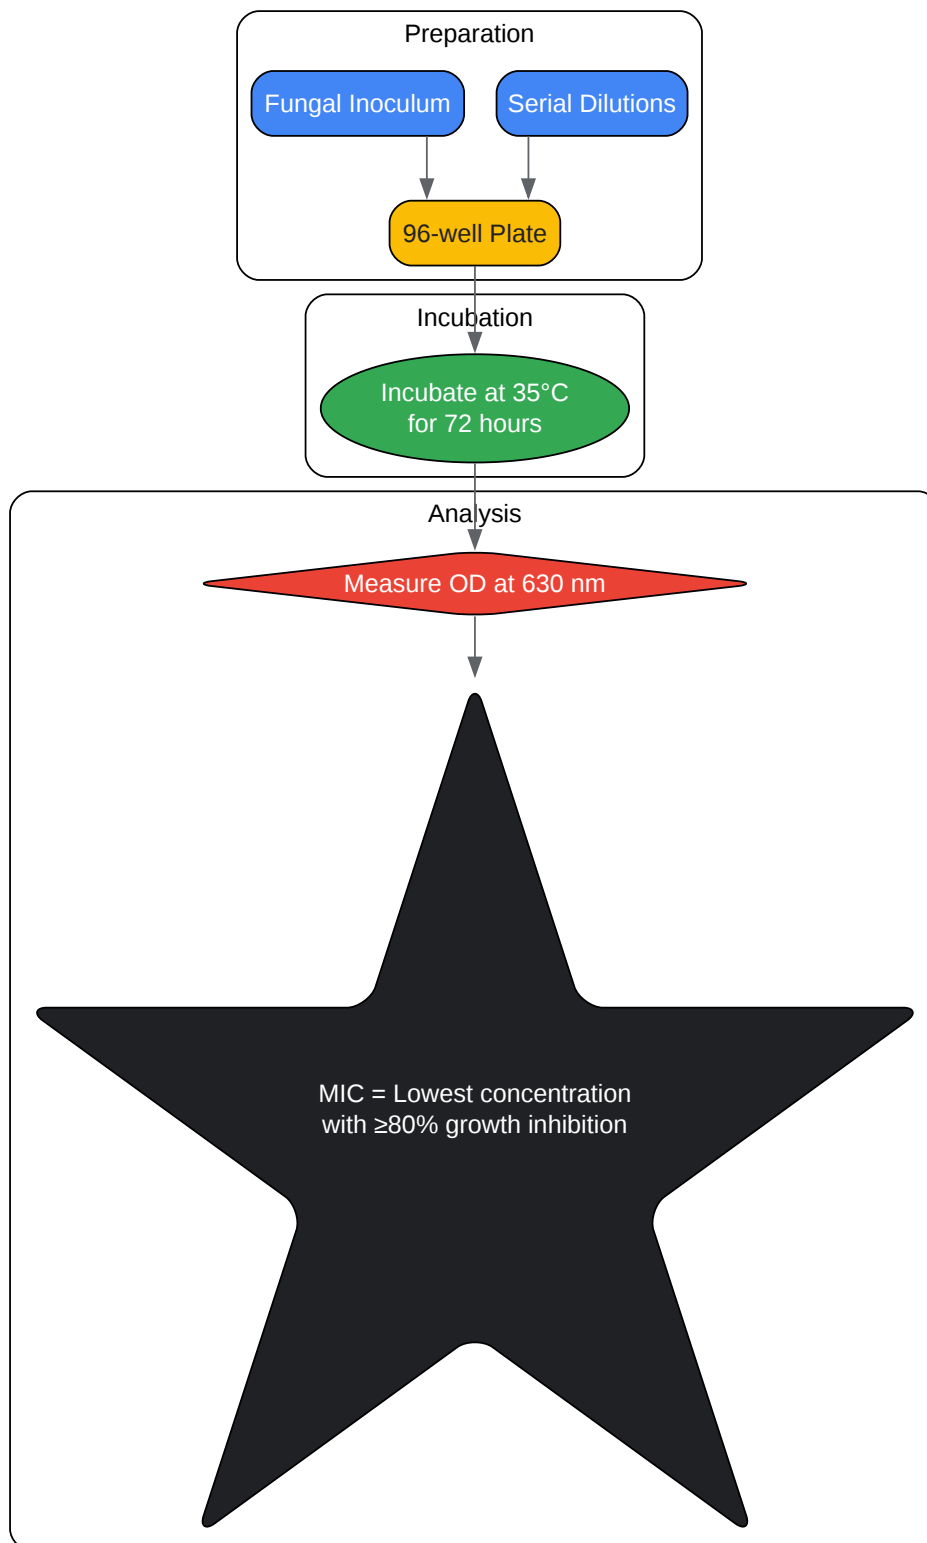 Preparation
Fungal Inoculum
Serial Dilutions
96-well Plate
Incubation
Incubate at 35°C
for 72 hours
Analysis
Measure OD at 630 nm
MIC = Lowest concentration
with ≥80% growth inhibition